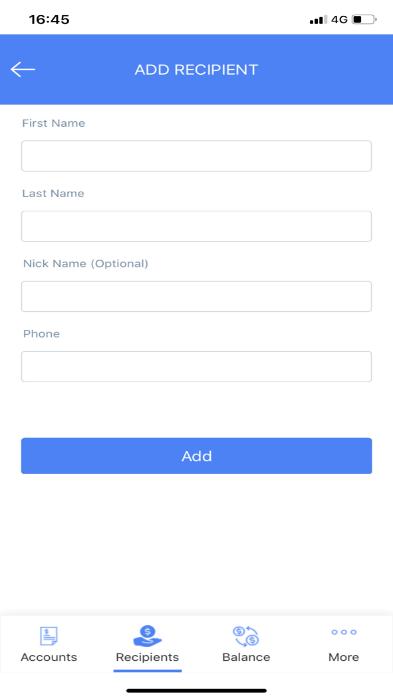 16:45
4G
ADD RECIPIENT
First Name
Last Name
Nick Name (Optional)
Phone
Add
Accounts
Recipients
Balance
More